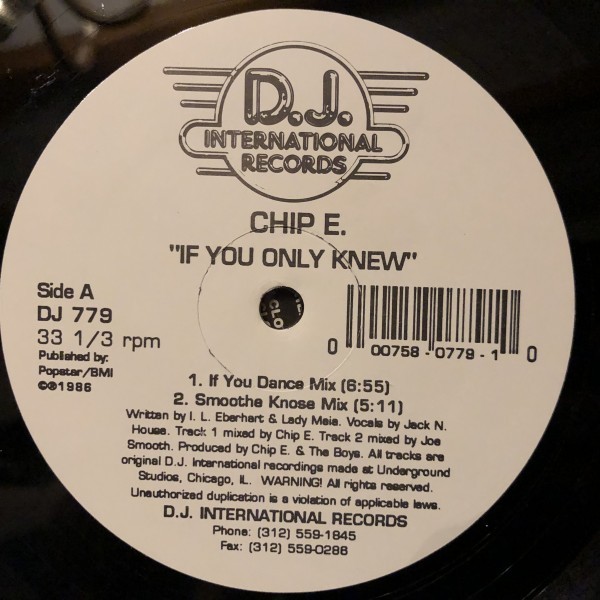 D.J.
INTERNATIONAL
RECORDS
CHIP E.
"IF YOU ONLY KNEW"
Side A
DJ 779
33 1/3 rpm
Published by:
Popstar/BMI
©℗1986
0 00758-0779-1 0
1. If You Dance Mix (6:55)
2. Smoothe Knose Mix (5:11)
Written by I. L. Eberhart & Lady Maia. Vocals by Jack N.
House. Track 1 mixed by Chip E. Track 2 mixed by Joe
Smooth. Produced by Chip E. & The Boys. All tracks are
original D.J. International recordings made at Underground
Studios, Chicago, IL. WARNING! All rights reserved.
Unauthorized duplication is a violation of applicable laws.
D.J. INTERNATIONAL RECORDS
Phone: (312) 559-1845
Fax: (312) 559-0286